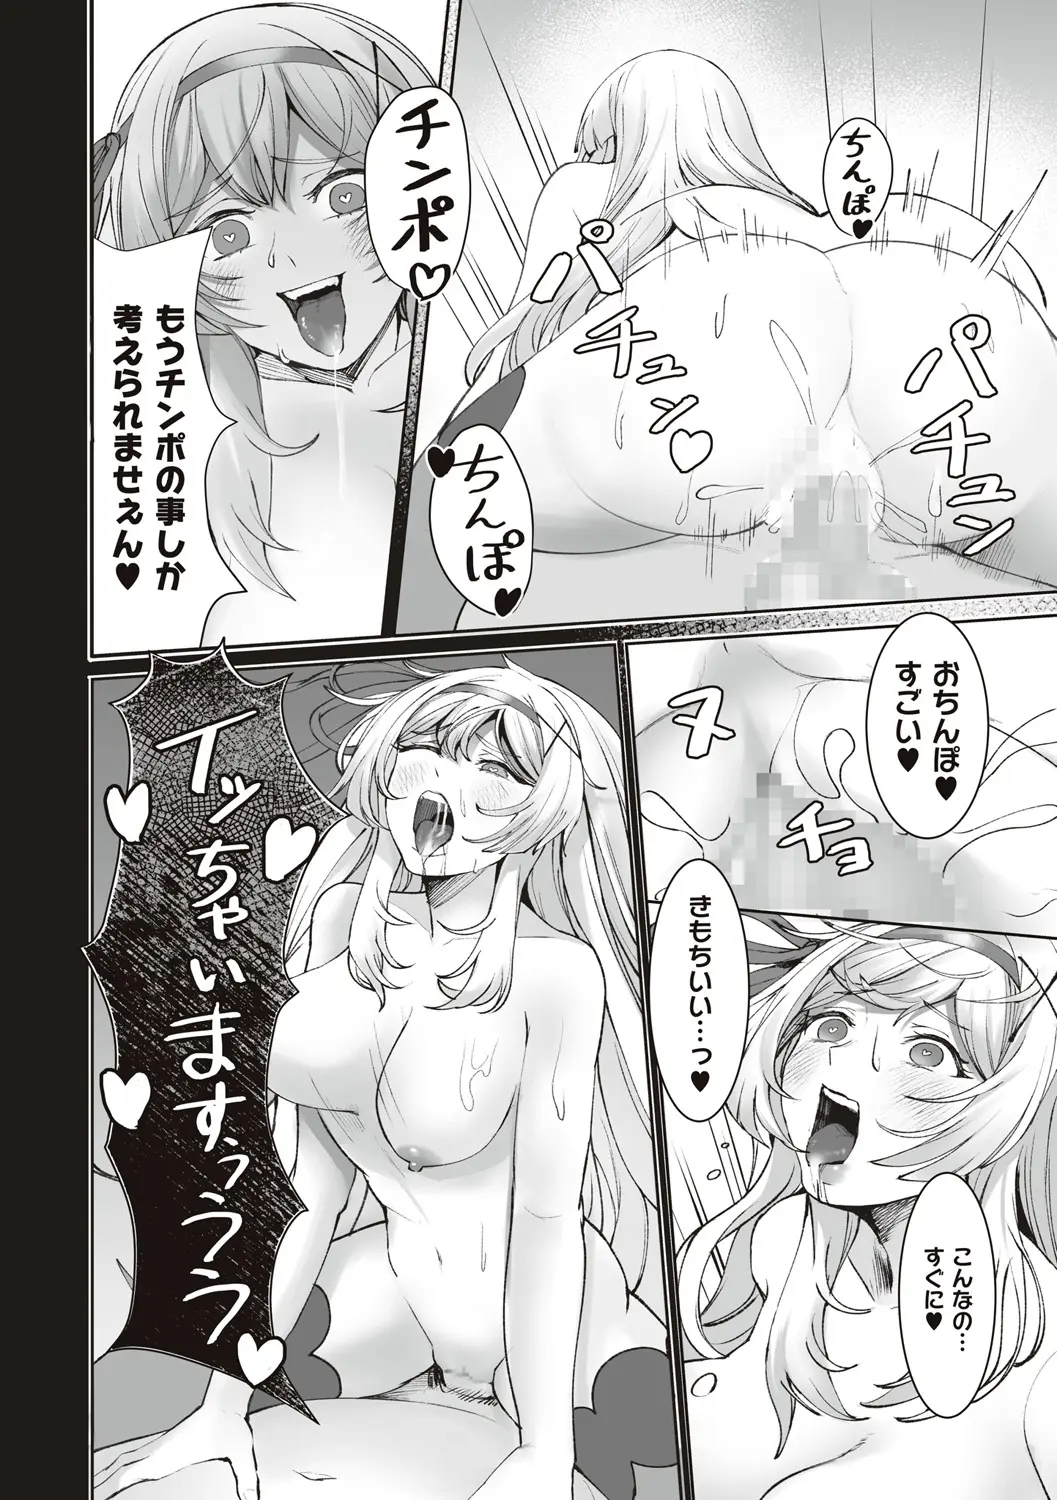 ちんぽ♥
パチュン
パチュン♡
♥ちんぽ♥
チンポ♡
もうチンポの事しか
考えられませぇん♥
おちんぽ♥
すごい♥
ヌ
チョ
きもちいい…っ♥
こんなの…
すぐに♥
イッちゃいますぅぅぅぅ